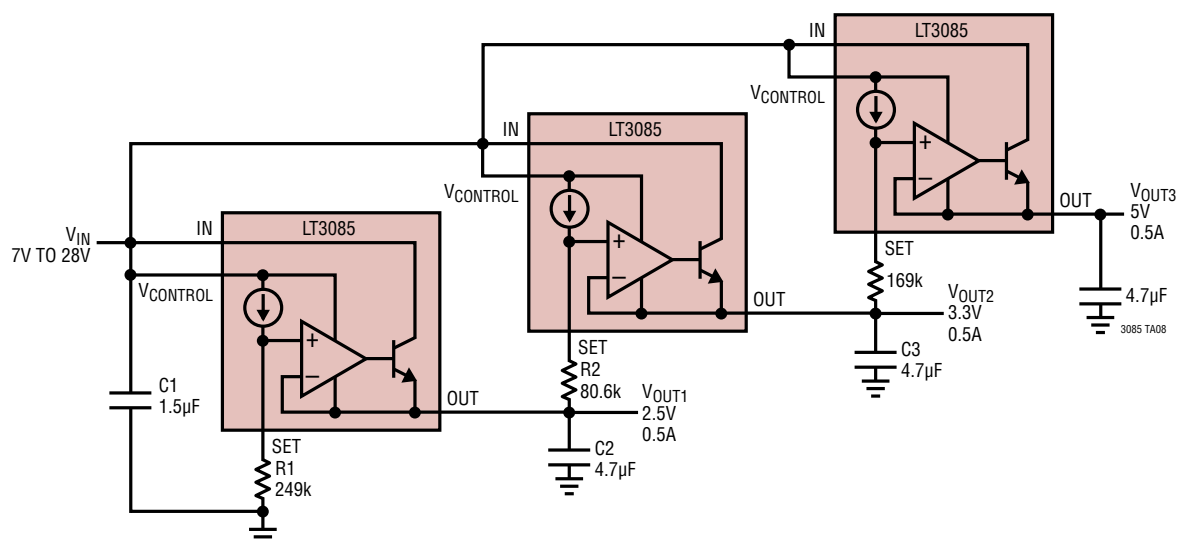 IN
LT3085
VCONTROL
+
−
OUT
VOUT3
5V
0.5A
SET
169k
4.7µF
3085 TA08
IN
LT3085
VCONTROL
+
−
OUT
VOUT2
3.3V
0.5A
C3
4.7µF
SET
R2
80.6k
VIN
7V TO 28V
IN
LT3085
VCONTROL
+
−
OUT
VOUT1
2.5V
0.5A
C2
4.7µF
C1
1.5µF
SET
R1
249k